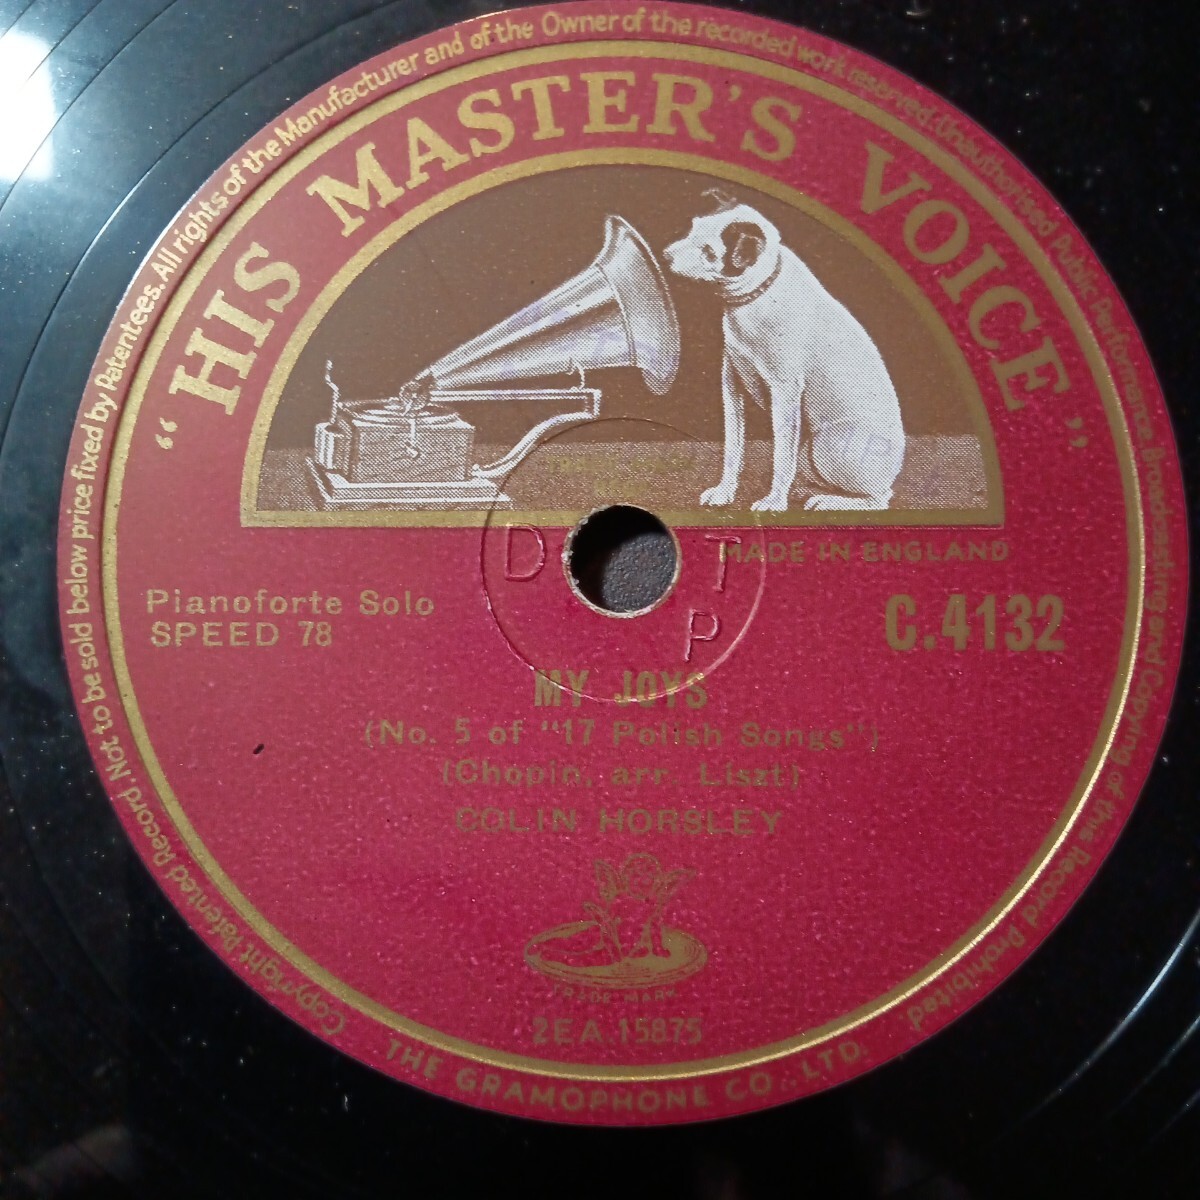 Copyright. Patented Record. Not to be sold below price fixed by Patentees. All rights of the Manufacturer and of the Owner of the recorded work reserved. Unauthorised Public Performance, Broadcasting and Copying of this Record Prohibited.
"HIS MASTER'S VOICE"
TRADE MARK
MADE IN ENGLAND
D T
P
Pianoforte Solo
SPEED 78
C.4132
MY JOYS
(No. 5 of "17 Polish Songs")
(Chopin, arr. Liszt)
COLIN HORSLEY
TRADE MARK
2EA.15875
THE GRAMOPHONE CO., LTD.